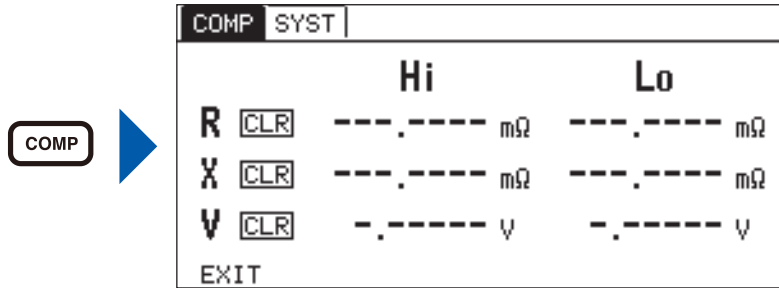 COMP
COMP SYST
Hi Lo
R CLR ---.---- mΩ ---.---- mΩ
X CLR ---.---- mΩ ---.---- mΩ
V CLR -.----- V -.----- V
EXIT